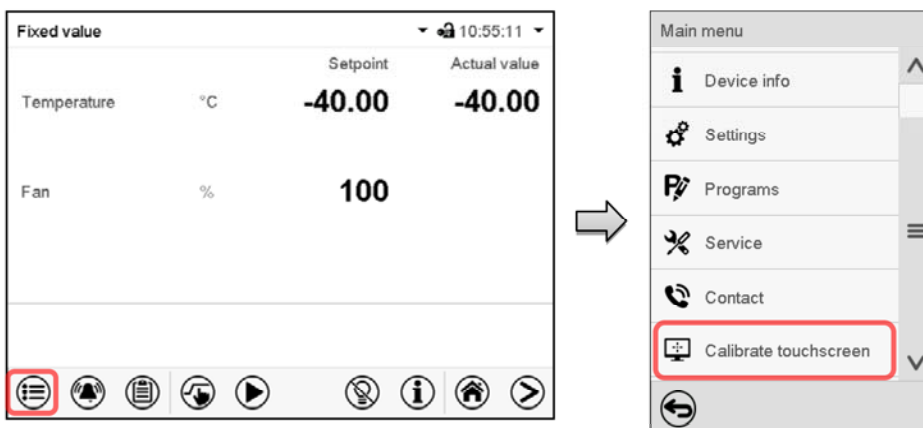 Fixed value 10:55:11
Setpoint Actual value
Temperature °C -40.00 -40.00
Fan % 100
Main menu
Device info
Settings
Programs
Service
Contact
Calibrate touchscreen